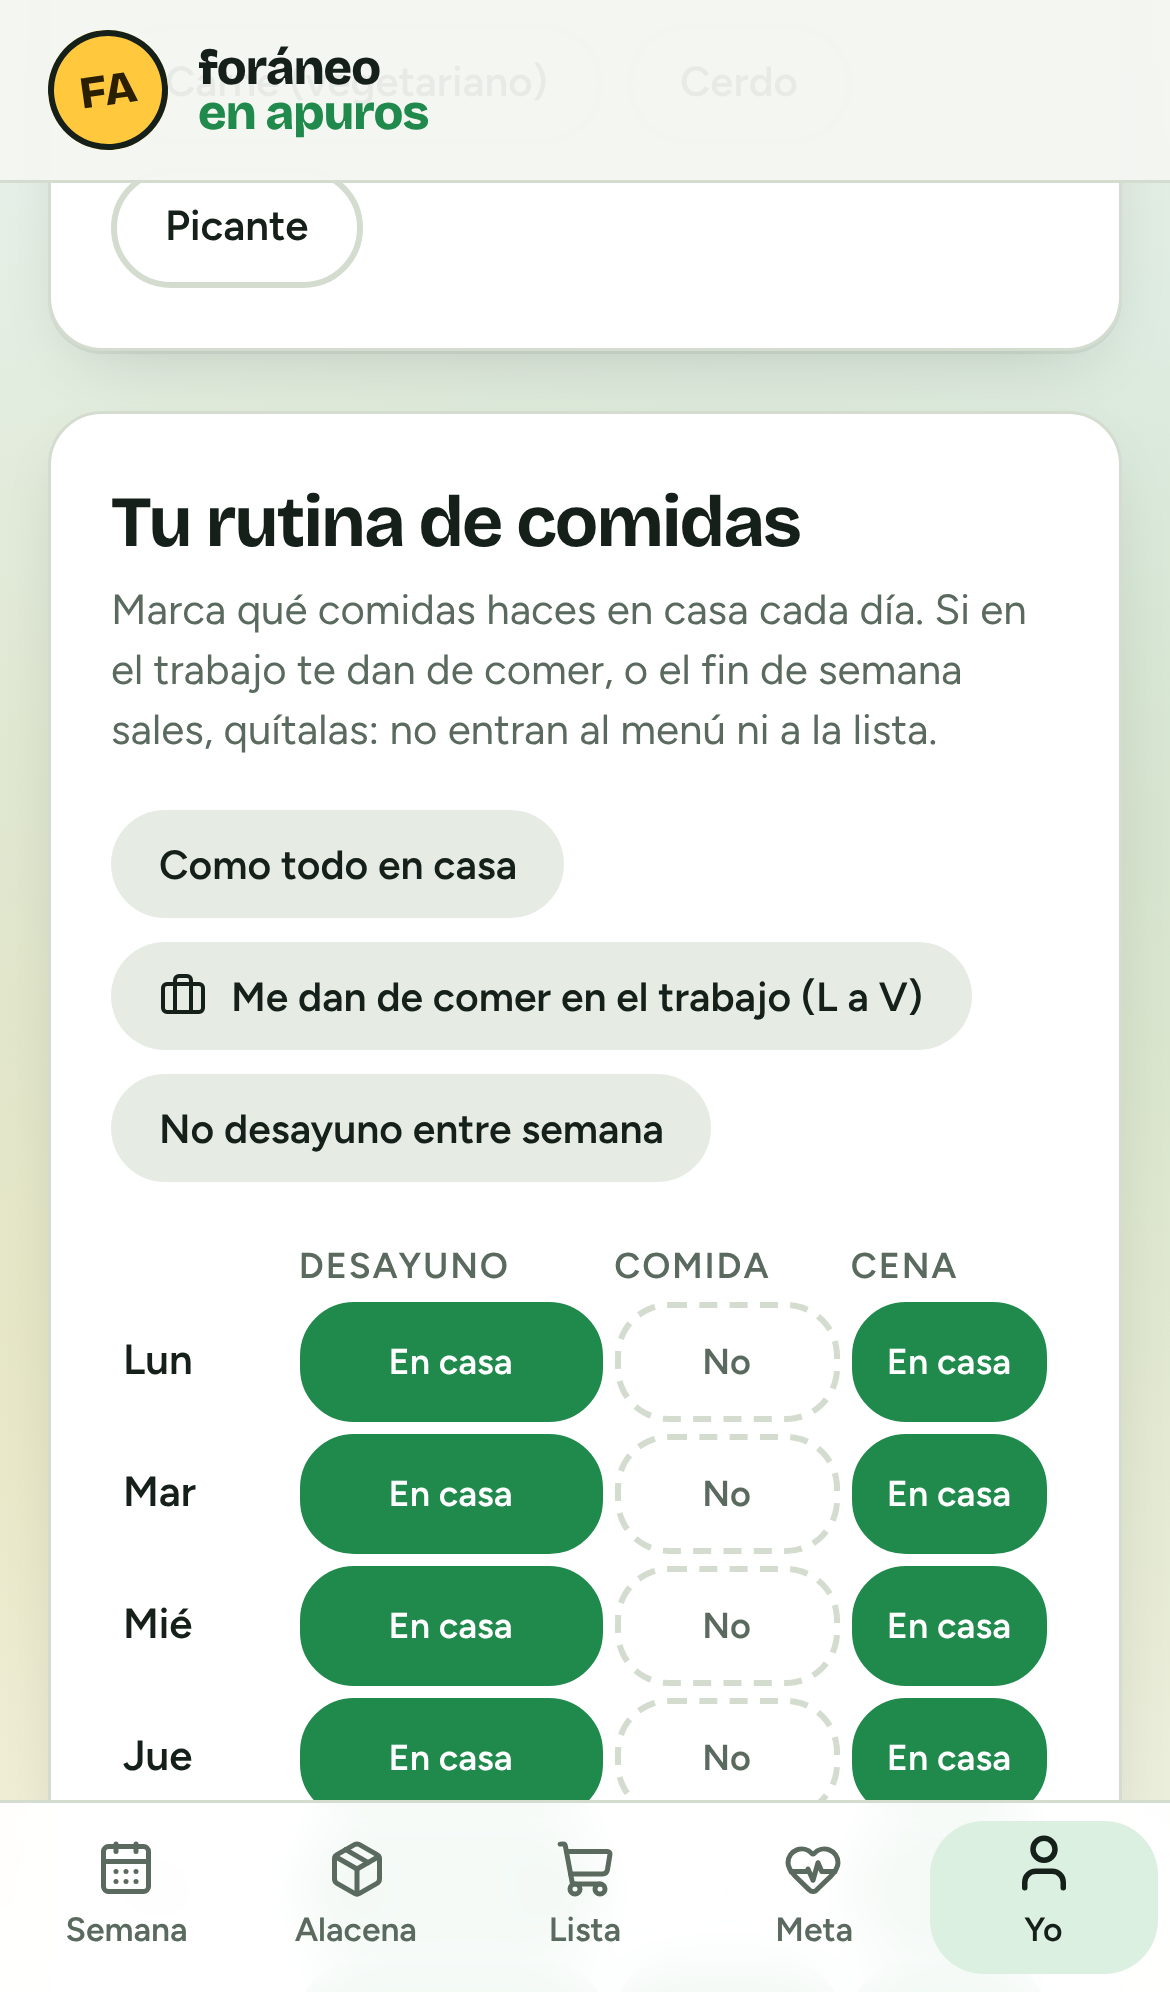 FA
foráneo
en apuros
Carne (vegetariano)
Cerdo
Picante
Tu rutina de comidas
Marca qué comidas haces en casa cada día. Si en
el trabajo te dan de comer, o el fin de semana
sales, quítalas: no entran al menú ni a la lista.
Como todo en casa
Me dan de comer en el trabajo (L a V)
No desayuno entre semana
DESAYUNO COMIDA CENA
Lun En casa No En casa
Mar En casa No En casa
Mié En casa No En casa
Jue En casa No En casa
Semana Alacena Lista Meta Yo